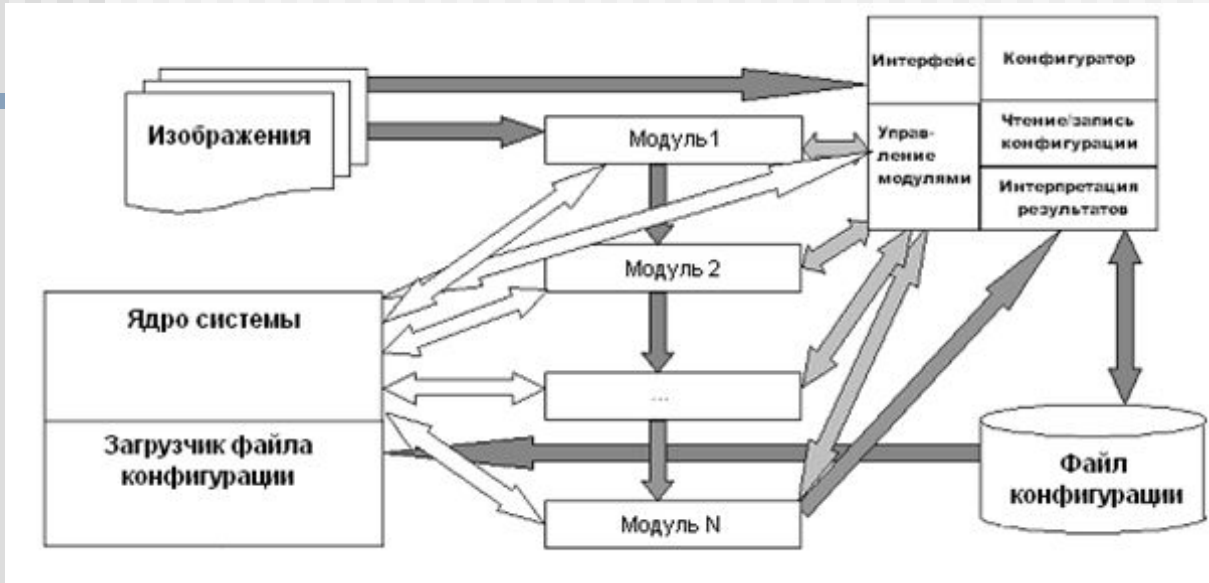 Интерфейс
Конфигуратор
Изображения
Модуль 1
Управ-
ление
модулями
Чтение/запись
конфигурации
Интерпретация
результатов
Модуль 2
Ядро системы
...
Загрузчик файла
конфигурации
Файл
конфигурации
Модуль N